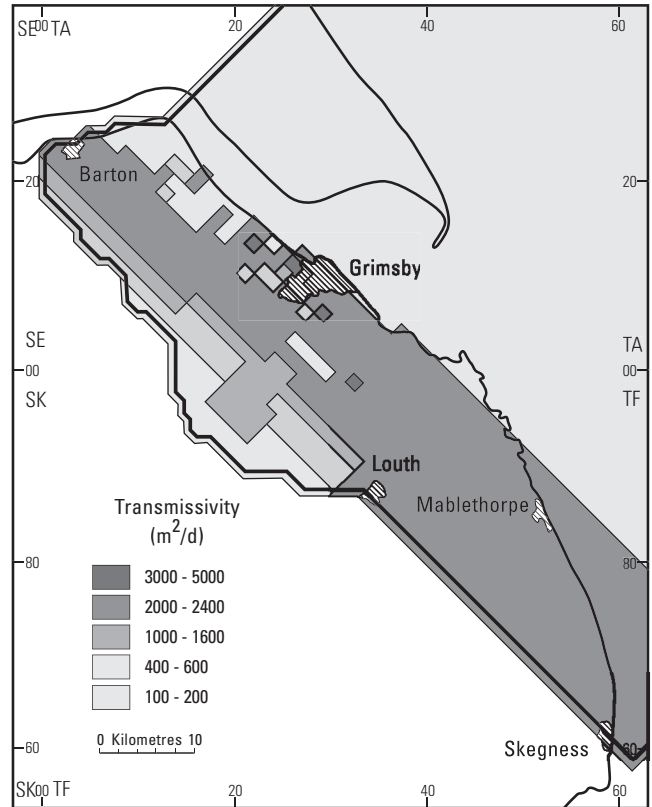 SE 00 TA 20 40 60
20 20
Barton
Grimsby
SE TA
00 00
SK TF
Louth
Mablethorpe
Transmissivity
(m2/d)
80 80
3000 - 5000
2000 - 2400
1000 - 1600
400 - 600
100 - 200
0 Kilometres 10
60 60
Skegness
SK 00 TF 20 40 60